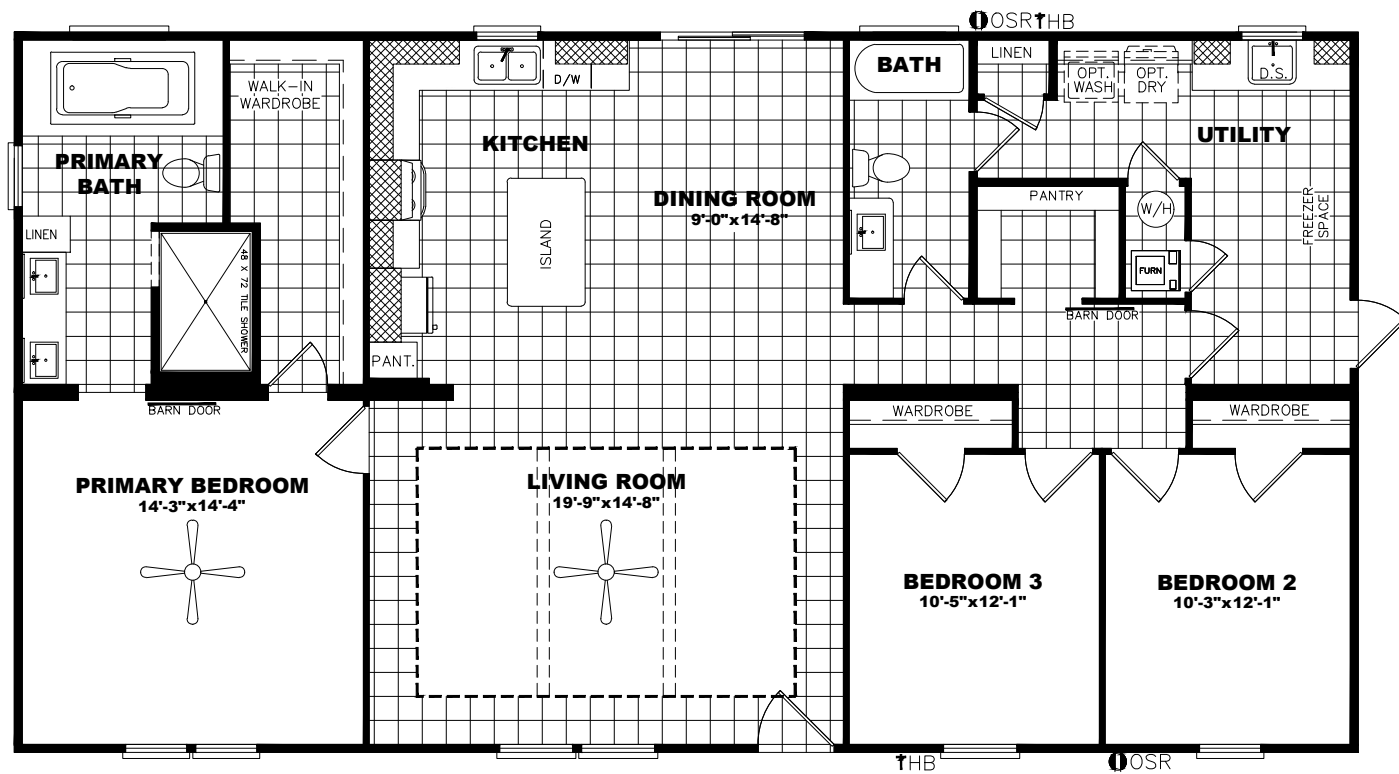 OSR HB
BATH
LINEN
OPT.
WASH
OPT.
DRY
D.S.
D/W
WALK-IN
WARDROBE
KITCHEN
UTILITY
PRIMARY
BATH
DINING ROOM
9'-0"x14'-8"
PANTRY
W/H
FREEZER
SPACE
LINEN
ISLAND
48 X 72 TILE SHOWER
FURN
BARN DOOR
PANT.
BARN DOOR
WARDROBE
WARDROBE
PRIMARY BEDROOM
14'-3"x14'-4"
LIVING ROOM
19'-9"x14'-8"
BEDROOM 3
10'-5"x12'-1"
BEDROOM 2
10'-3"x12'-1"
HB
OSR